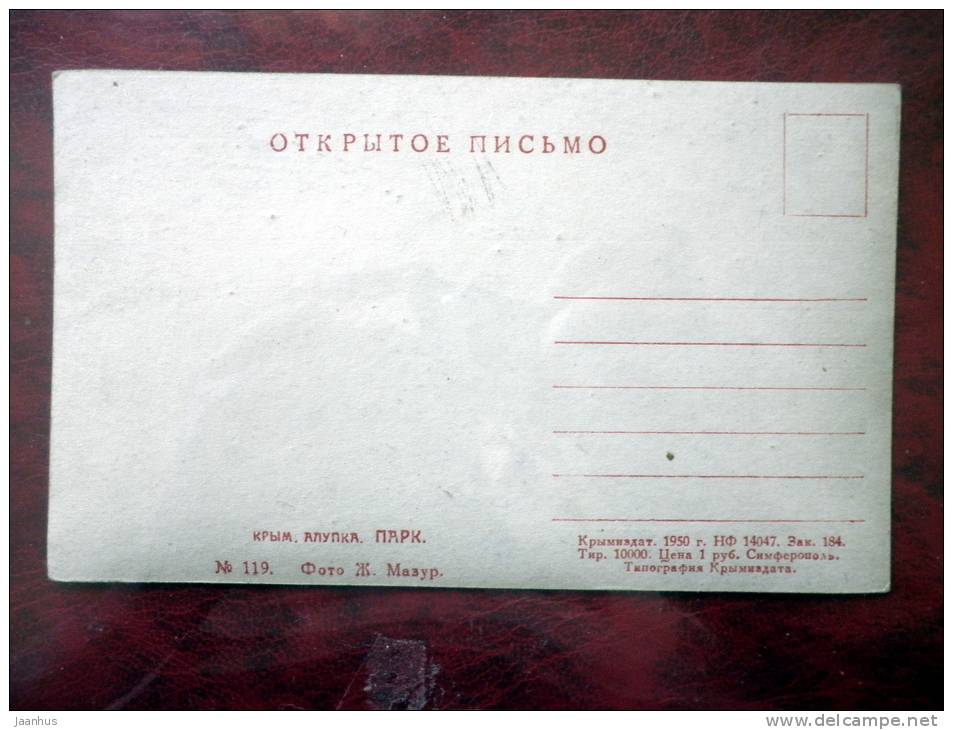 ОТКРЫТОЕ ПИСЬМО
КРЫМ. АЛУПКА. ПАРК.
№ 119. Фото Ж. Мазур.
Крымиздат. 1950 г. НФ 14047. Зак. 184.
Тир. 10000. Цена 1 руб. Симферополь.
Типография Крымиздата.
Jaanhus
www.delcampe.net